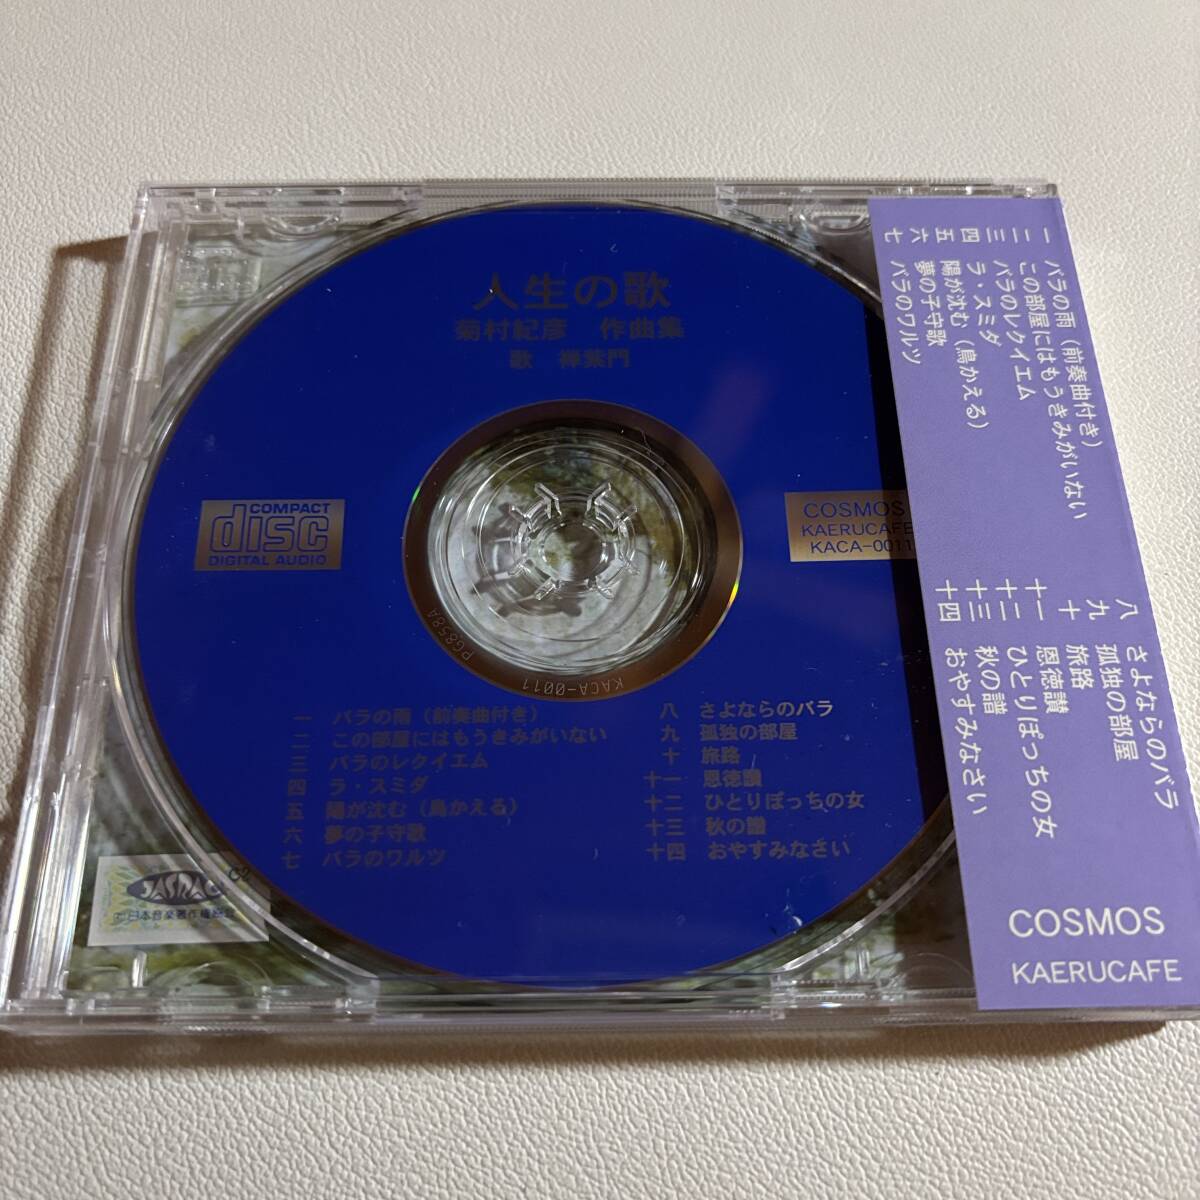 人生の歌
菊村紀彦 作曲集
歌 禅紫門
COMPACT
disc
DIGITAL AUDIO
COSMOS
KAERUCAFE
KACA-0011
PG858A
KACA-0011
一 バラの雨(前奏曲付き)
二 この部屋にはもうきみがいない
三 バラのレクイエム
四 ラ・スミダ
五 陽が沈む(鳥かえる)
六 夢の子守歌
七 バラのワルツ
八 さよならのバラ
九 孤独の部屋
十 旅路
十一 恩徳讃
十二 ひとりぼっちの女
十三 秋の譜
十四 おやすみなさい
JASRAC
C2
日本音楽著作権協会
一 バラの雨(前奏曲付き)
二 この部屋にはもうきみがいない
三 バラのレクイエム
四 ラ・スミダ
五 陽が沈む(鳥かえる)
六 夢の子守歌
七 バラのワルツ
八 さよならのバラ
九 孤独の部屋
十 旅路
十一 恩徳讃
十二 ひとりぼっちの女
十三 秋の譜
十四 おやすみなさい
COSMOS
KAERUCAFE